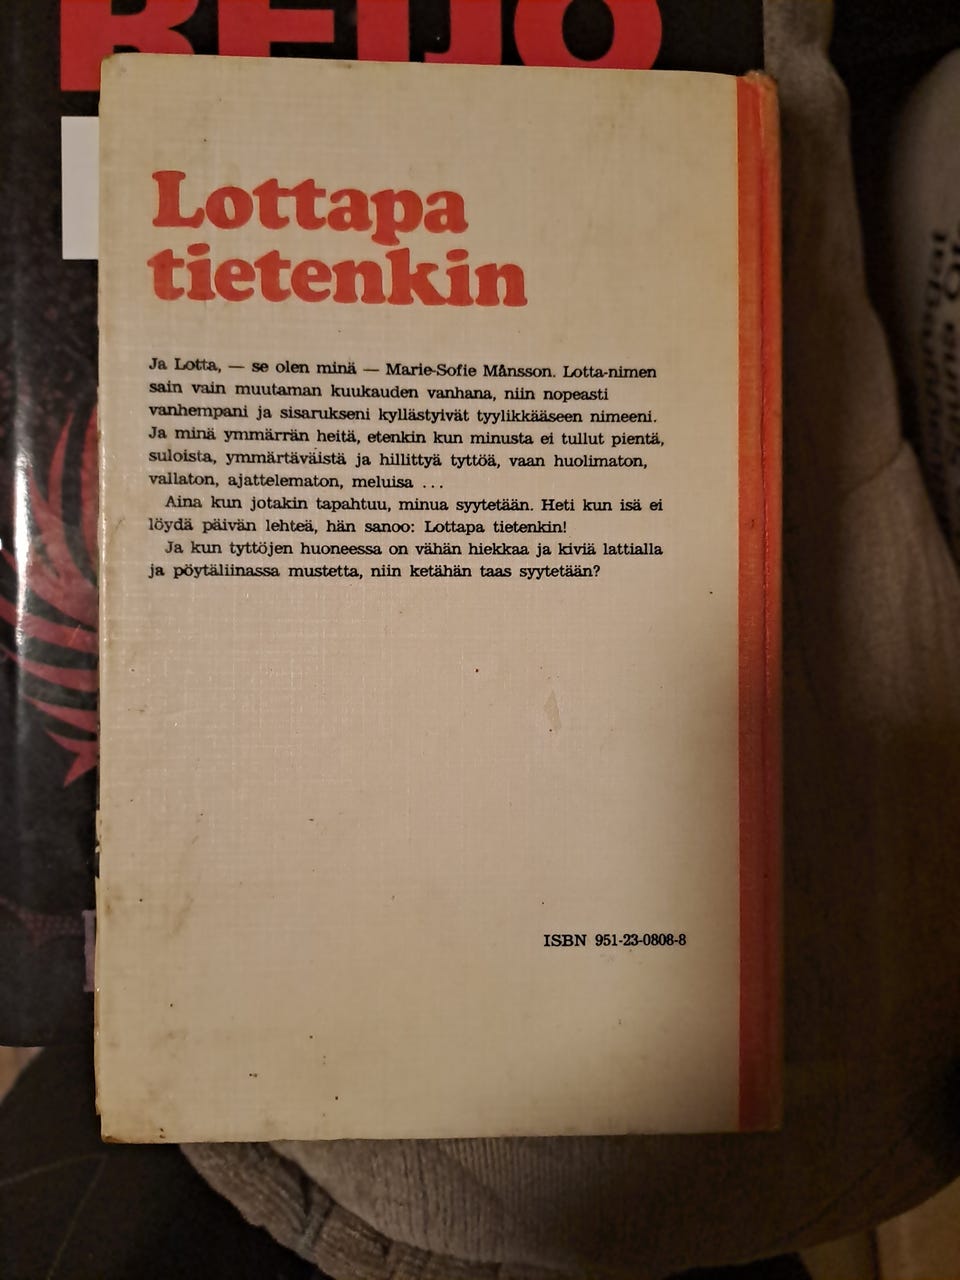 REIJO
Lottapa
tietenkin
Ja Lotta, — se olen minä — Marie-Sofie Månsson. Lotta-nimen
sain vain muutaman kuukauden vanhana, niin nopeasti
vanhempani ja sisarukseni kyllästyivät tyylikkääseen nimeeni.
Ja minä ymmärrän heitä, etenkin kun minusta ei tullut pientä,
suloista, ymmärtäväistä ja hillittyä tyttöä, vaan huolimaton,
vallaton, ajattelematon, meluisa ...
Aina kun jotakin tapahtuu, minua syytetään. Heti kun isä ei
löydä päivän lehteä, hän sanoo: Lottapa tietenkin!
Ja kun tyttöjen huoneessa on vähän hiekkaa ja kiviä lattialla
ja pöytäliinassa mustetta, niin ketähän taas syytetään?
ISBN 951-23-0808-8